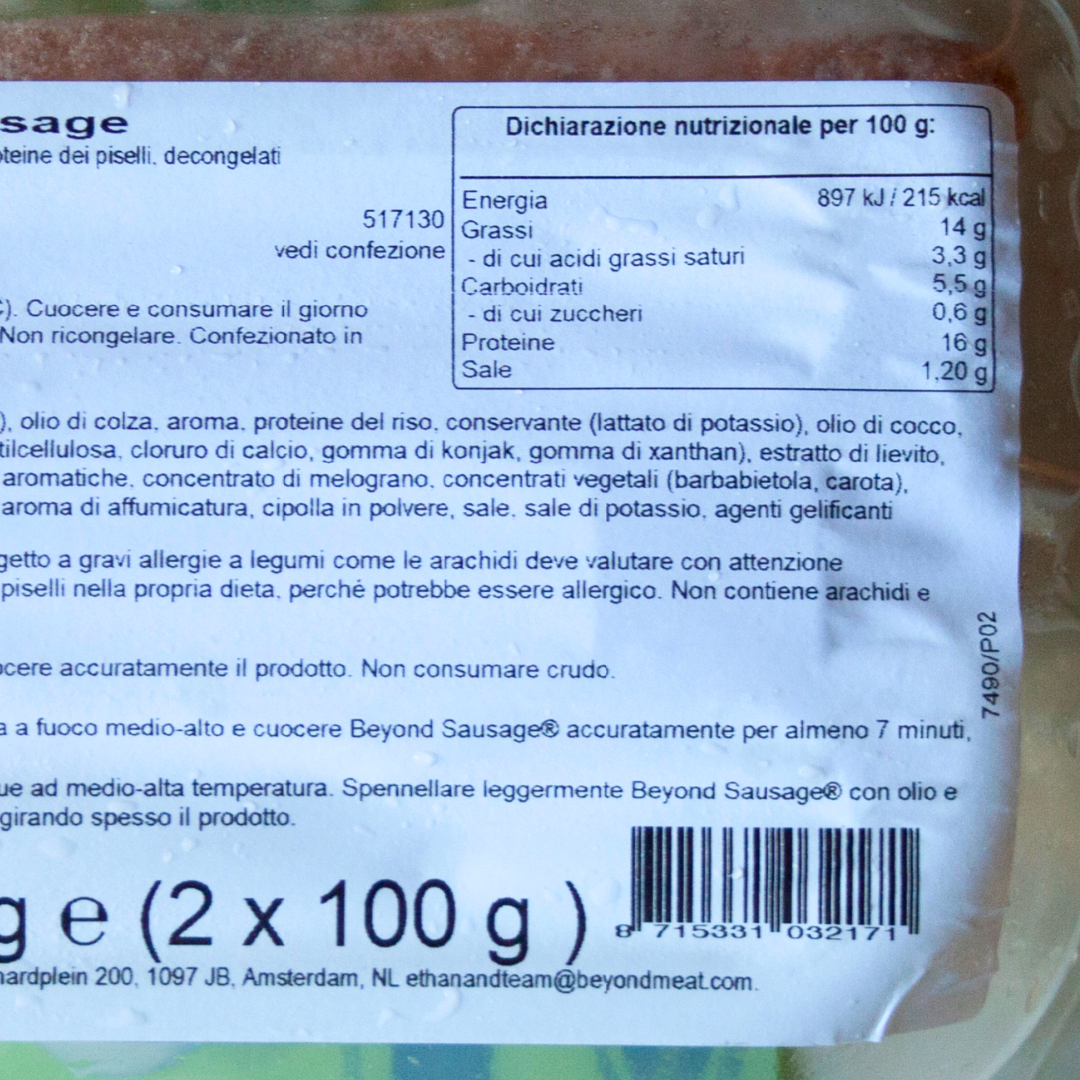 sage
teine dei piselli, decongelati
517130
vedi confezione
Dichiarazione nutrizionale per 100 g:
Energia 897 kJ / 215 kcal
Grassi 14 g
- di cui acidi grassi saturi 3,3 g
Carboidrati 5,5 g
- di cui zuccheri 0,6 g
Proteine 16 g
Sale 1,20 g
). Cuocere e consumare il giorno
Non ricongelare. Confezionato in
), olio di colza, aroma, proteine del riso, conservante (lattato di potassio), olio di cocco,
tilcellulosa, cloruro di calcio, gomma di konjak, gomma di xanthan), estratto di lievito,
aromatiche, concentrato di melograno, concentrati vegetali (barbabietola, carota),
aroma di affumicatura, cipolla in polvere, sale, sale di potassio, agenti gelificanti
getto a gravi allergie a legumi come le arachidi deve valutare con attenzione
piselli nella propria dieta, perché potrebbe essere allergico. Non contiene arachidi e
ocere accuratamente il prodotto. Non consumare crudo.
a a fuoco medio-alto e cuocere Beyond Sausage® accuratamente per almeno 7 minuti,
ue ad medio-alta temperatura. Spennellare leggermente Beyond Sausage® con olio e
girando spesso il prodotto.
7490/P02
g e (2 x 100 g )
8 715331 032171
nardplein 200, 1097 JB, Amsterdam, NL ethanandteam@beyondmeat.com.